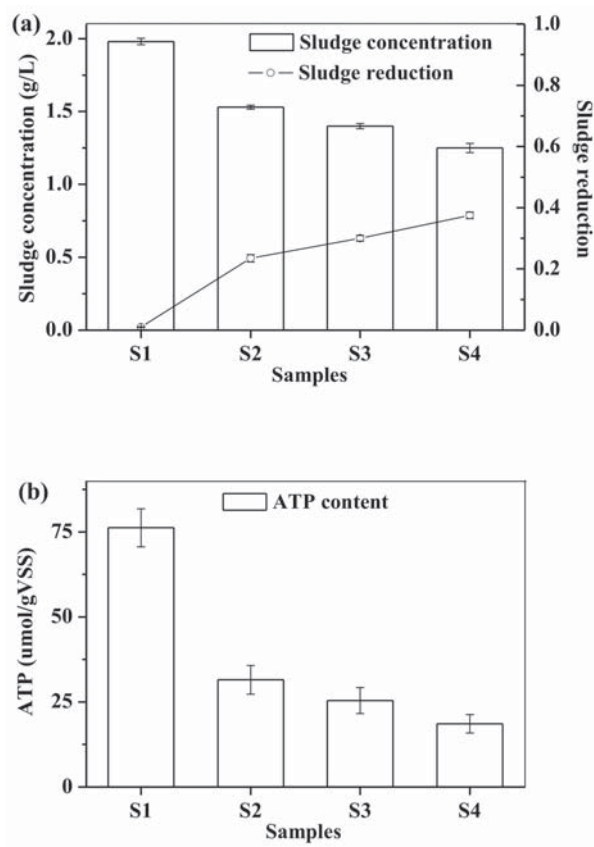 (a)
2.0
1.5
1.0
0.5
0.0
Sludge concentration (g/L)
Sludge concentration
Sludge reduction
1.0
0.8
0.6
0.4
0.2
0.0
Sludge reduction
S1 S2 S3 S4
Samples
(b)
75
50
25
0
ATP (umol/gVSS)
ATP content
S1 S2 S3 S4
Samples